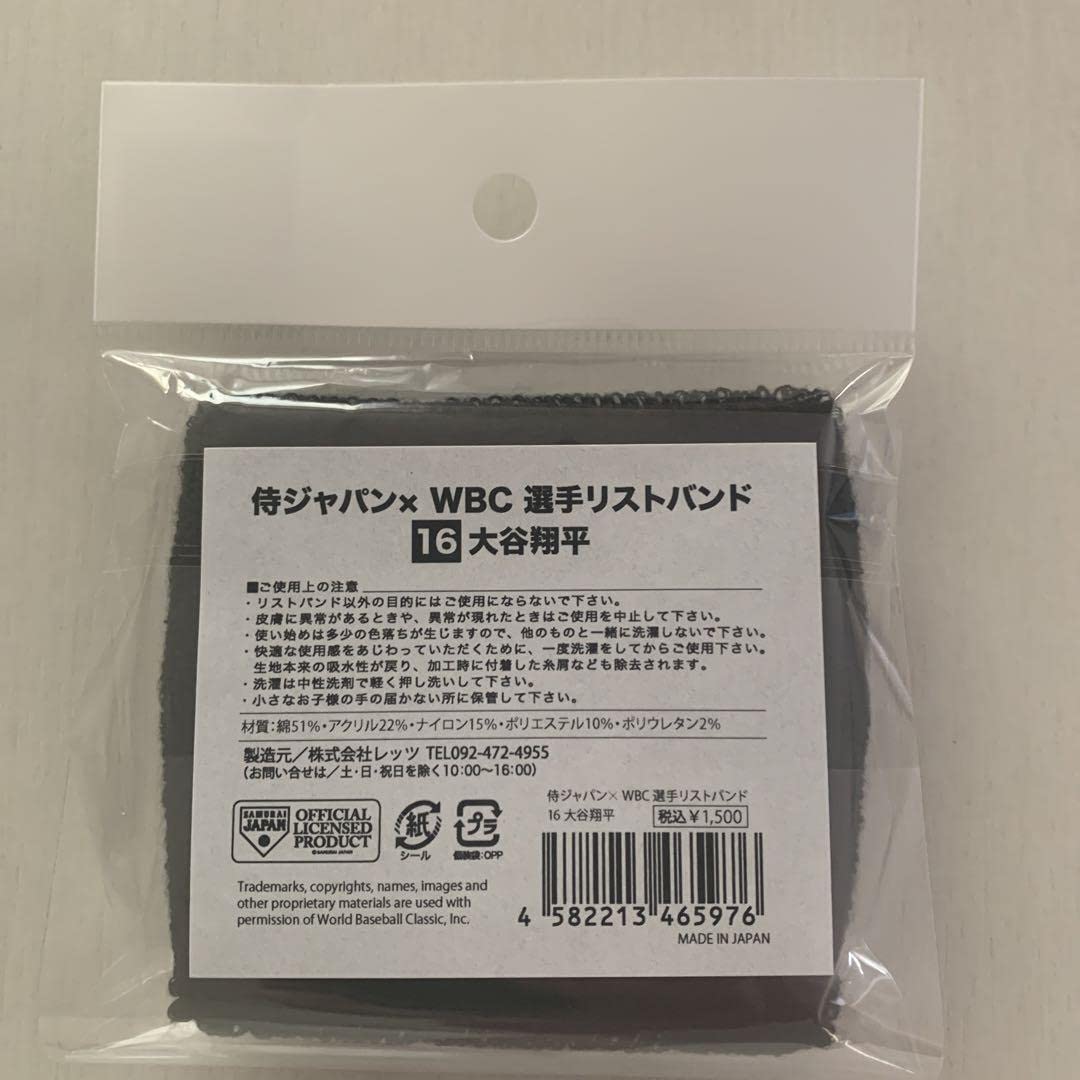 侍ジャパン× WBC 選手リストバンド
16 大谷翔平
■ご使用上の注意
・リストバンド以外の目的にはご使用にならないで下さい。
・皮膚に異常があるときや、異常が現れたときはご使用を中止して下さい。
・使い始めは多少の色落ちが生じますので、他のものと一緒に洗濯しないで下さい。
・快適な使用感をあじわっていただくために、一度洗濯をしてからご使用下さい。
生地本来の吸水性が戻り、加工時に付着した糸屑なども除去されます。
・洗濯は中性洗剤で軽く押し洗いして下さい。
・小さなお子様の手の届かない所に保管して下さい。
材質：綿51%・アクリル22%・ナイロン15%・ポリエステル10%・ポリウレタン2%
製造元／株式会社レッツ TEL092-472-4955
（お問い合せは／土・日・祝日を除く10：00〜16：00）
SAMURAI
JAPAN
OFFICIAL
LICENSED
PRODUCT
©SAMURAI JAPAN
紙
シール
プラ
個装袋：OPP
侍ジャパン× WBC 選手リストバンド
16 大谷翔平 税込￥1,500
Trademarks, copyrights, names, images and
other proprietary materials are used with
permission of World Baseball Classic, Inc.
4 582213 465976
MADE IN JAPAN